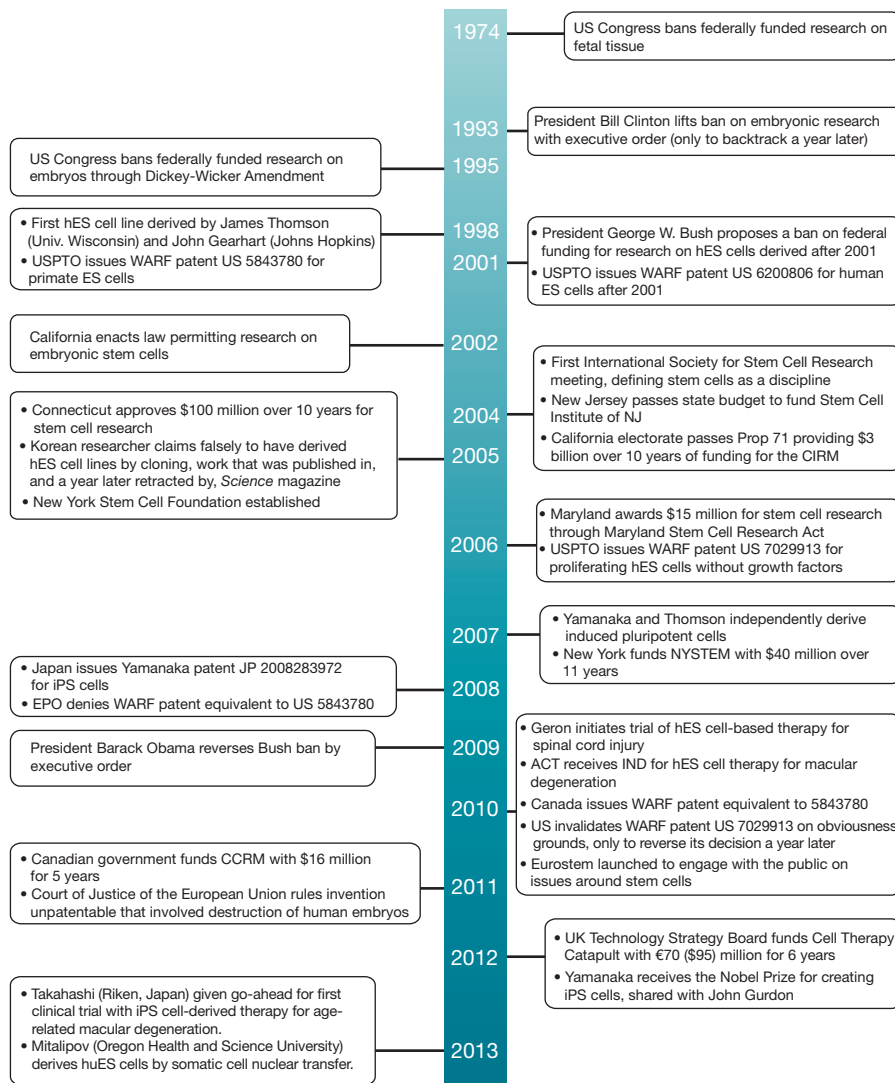 1974
US Congress bans federally funded research on
fetal tissue
1993
President Bill Clinton lifts ban on embryonic research
with executive order (only to backtrack a year later)
US Congress bans federally funded research on
embryos through Dickey-Wicker Amendment
1995
• First hES cell line derived by James Thomson
(Univ. Wisconsin) and John Gearhart (Johns Hopkins)
• USPTO issues WARF patent US 5843780 for
primate ES cells
1998
2001
• President George W. Bush proposes a ban on federal
funding for research on hES cells derived after 2001
• USPTO issues WARF patent US 6200806 for human
ES cells after 2001
California enacts law permitting research on
embryonic stem cells
2002
• First International Society for Stem Cell Research
meeting, defining stem cells as a discipline
• New Jersey passes state budget to fund Stem Cell
Institute of NJ
• California electorate passes Prop 71 providing $3
billion over 10 years of funding for the CIRM
2004
• Connecticut approves $100 million over 10 years for
stem cell research
• Korean researcher claims falsely to have derived
hES cell lines by cloning, work that was published in,
and a year later retracted by, Science magazine
• New York Stem Cell Foundation established
2005
• Maryland awards $15 million for stem cell research
through Maryland Stem Cell Research Act
• USPTO issues WARF patent US 7029913 for
proliferating hES cells without growth factors
2006
2007
• Yamanaka and Thomson independently derive
induced pluripotent cells
• New York funds NYSTEM with $40 million over
11 years
• Japan issues Yamanaka patent JP 2008283972
for iPS cells
• EPO denies WARF patent equivalent to US 5843780
2008
President Barack Obama reverses Bush ban by
executive order
2009
• Geron initiates trial of hES cell-based therapy for
spinal cord injury
• ACT receives IND for hES cell therapy for macular
degeneration
• Canada issues WARF patent equivalent to 5843780
• US invalidates WARF patent US 7029913 on obviousness
grounds, only to reverse its decision a year later
• Eurostem launched to engage with the public on
issues around stem cells
2010
• Canadian government funds CCRM with $16 million
for 5 years
• Court of Justice of the European Union rules invention
unpatentable that involved destruction of human embryos
2011
2012
• UK Technology Strategy Board funds Cell Therapy
Catapult with €70 ($95) million for 6 years
• Yamanaka receives the Nobel Prize for creating
iPS cells, shared with John Gurdon
• Takahashi (Riken, Japan) given go-ahead for first
clinical trial with iPS cell-derived therapy for age-
related macular degeneration.
• Mitalipov (Oregon Health and Science University)
derives huES cells by somatic cell nuclear transfer.
2013